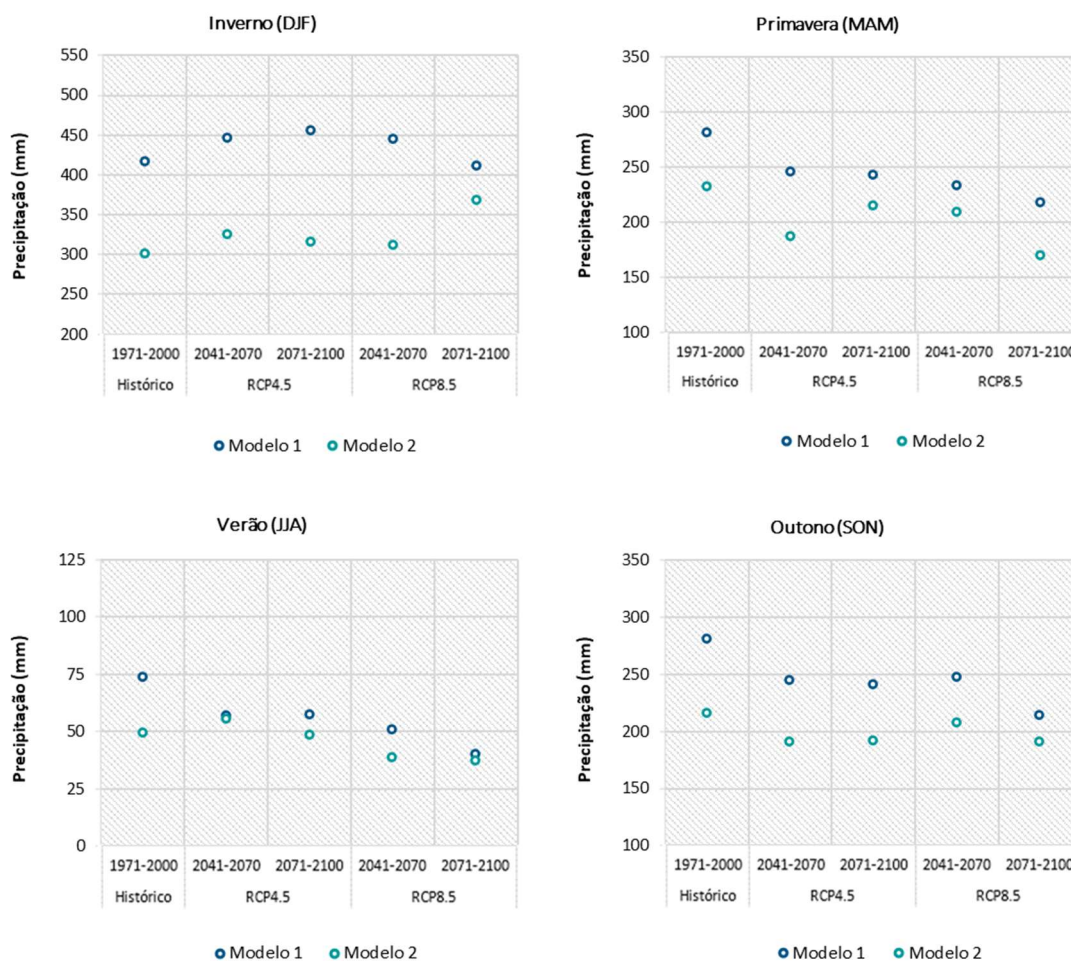 Inverno (DJF)
Precipitação (mm)
550
500
450
400
350
300
250
200
1971-2000 2041-2070 2071-2100 2041-2070 2071-2100
Histórico RCP4.5 RCP8.5
Modelo 1 Modelo 2
Primavera (MAM)
Precipitação (mm)
350
300
250
200
150
100
1971-2000 2041-2070 2071-2100 2041-2070 2071-2100
Histórico RCP4.5 RCP8.5
Modelo 1 Modelo 2
Verão (JJA)
Precipitação (mm)
125
100
75
50
25
0
1971-2000 2041-2070 2071-2100 2041-2070 2071-2100
Histórico RCP4.5 RCP8.5
Modelo 1 Modelo 2
Outono (SON)
Precipitação (mm)
350
300
250
200
150
100
1971-2000 2041-2070 2071-2100 2041-2070 2071-2100
Histórico RCP4.5 RCP8.5
Modelo 1 Modelo 2